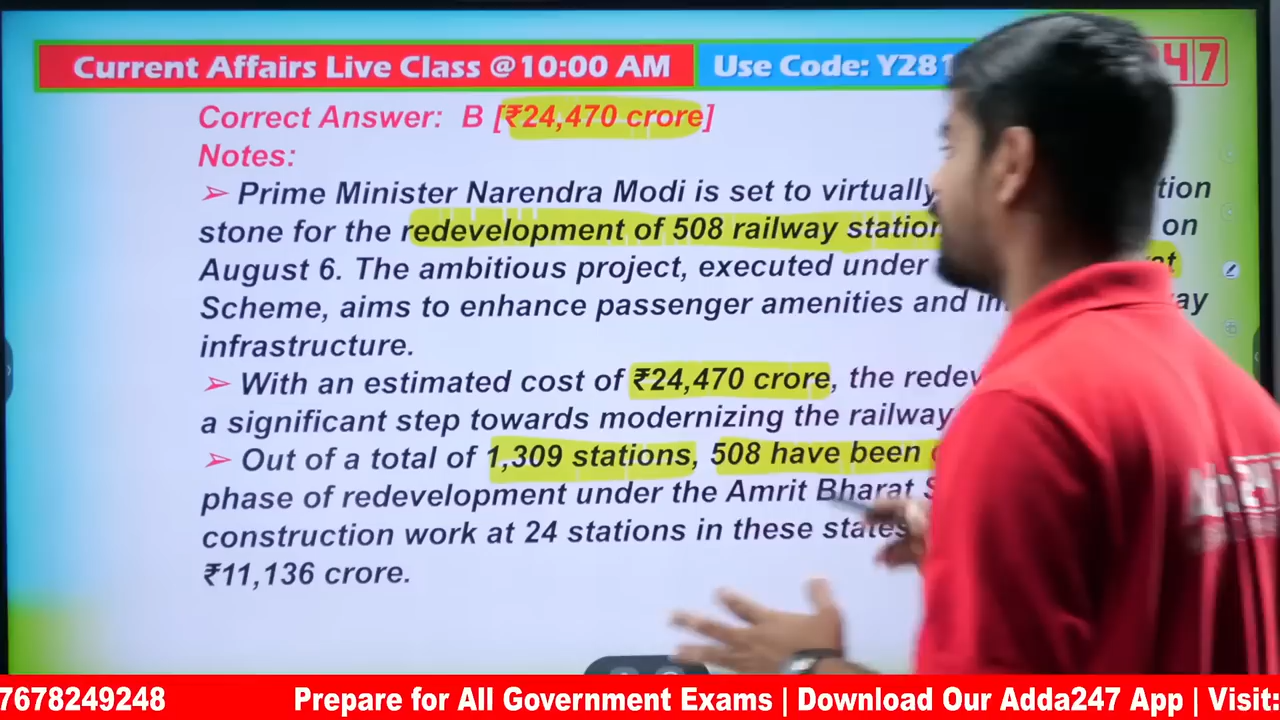 Current Affairs Live Class @10:00 AM
Use Code: Y281
247
Correct Answer: B [₹24,470 crore]
Notes:
➢ Prime Minister Narendra Modi is set to virtually tion
stone for the redevelopment of 508 railway station on
August 6. The ambitious project, executed under at
Scheme, aims to enhance passenger amenities and ay
infrastructure.
➢ With an estimated cost of ₹24,470 crore, the redev
a significant step towards modernizing the railway
➢ Out of a total of 1,309 stations, 508 have been
phase of redevelopment under the Amrit Bharat S
construction work at 24 stations in these states
₹11,136 crore.
7678249248 Prepare for All Government Exams | Download Our Adda247 App | Visit: